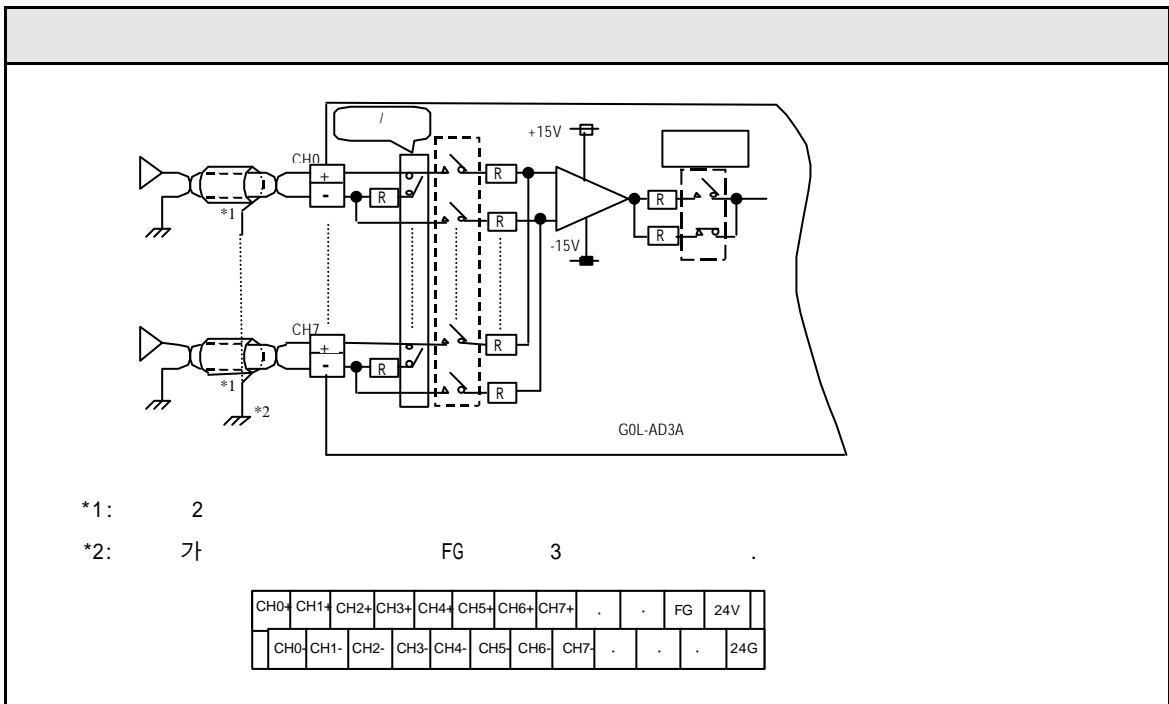 /
+15V
CH0
+
-
R
R
R
*1
-15V
R
R
CH7
+
-
R
R
R
*1
*2
G0L-AD3A
*1: 2
*2: 가 FG 3 .
CH0+ CH1+ CH2+ CH3+ CH4+ CH5+ CH6+ CH7+ . . FG 24V
CH0- CH1- CH2- CH3- CH4- CH5- CH6- CH7- . . . 24G